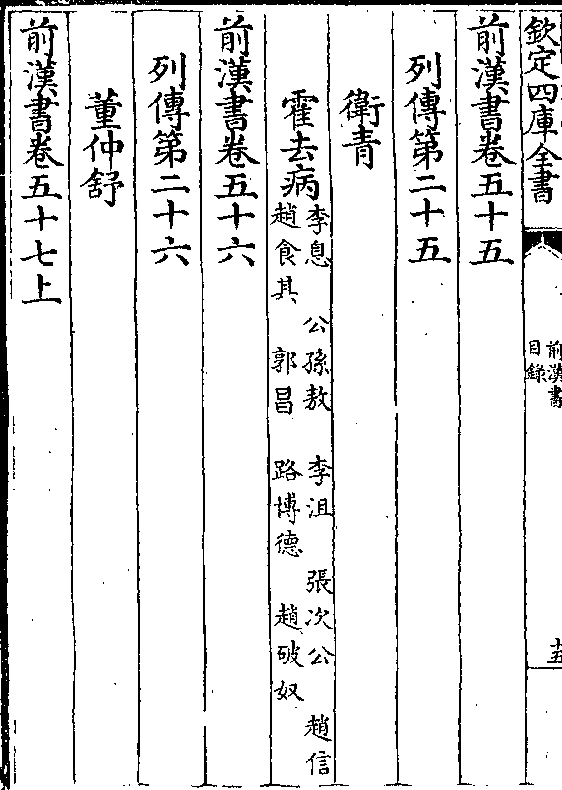 欽定四庫全書
前漢書
目錄
十五
前漢書卷五十五
列傳第二十五
衛青
霍去病
李息 公孫敖 李沮 張次公 趙信
趙食其 郭昌 路博德 趙破奴
前漢書卷五十六
列傳第二十六
董仲舒
前漢書卷五十七上